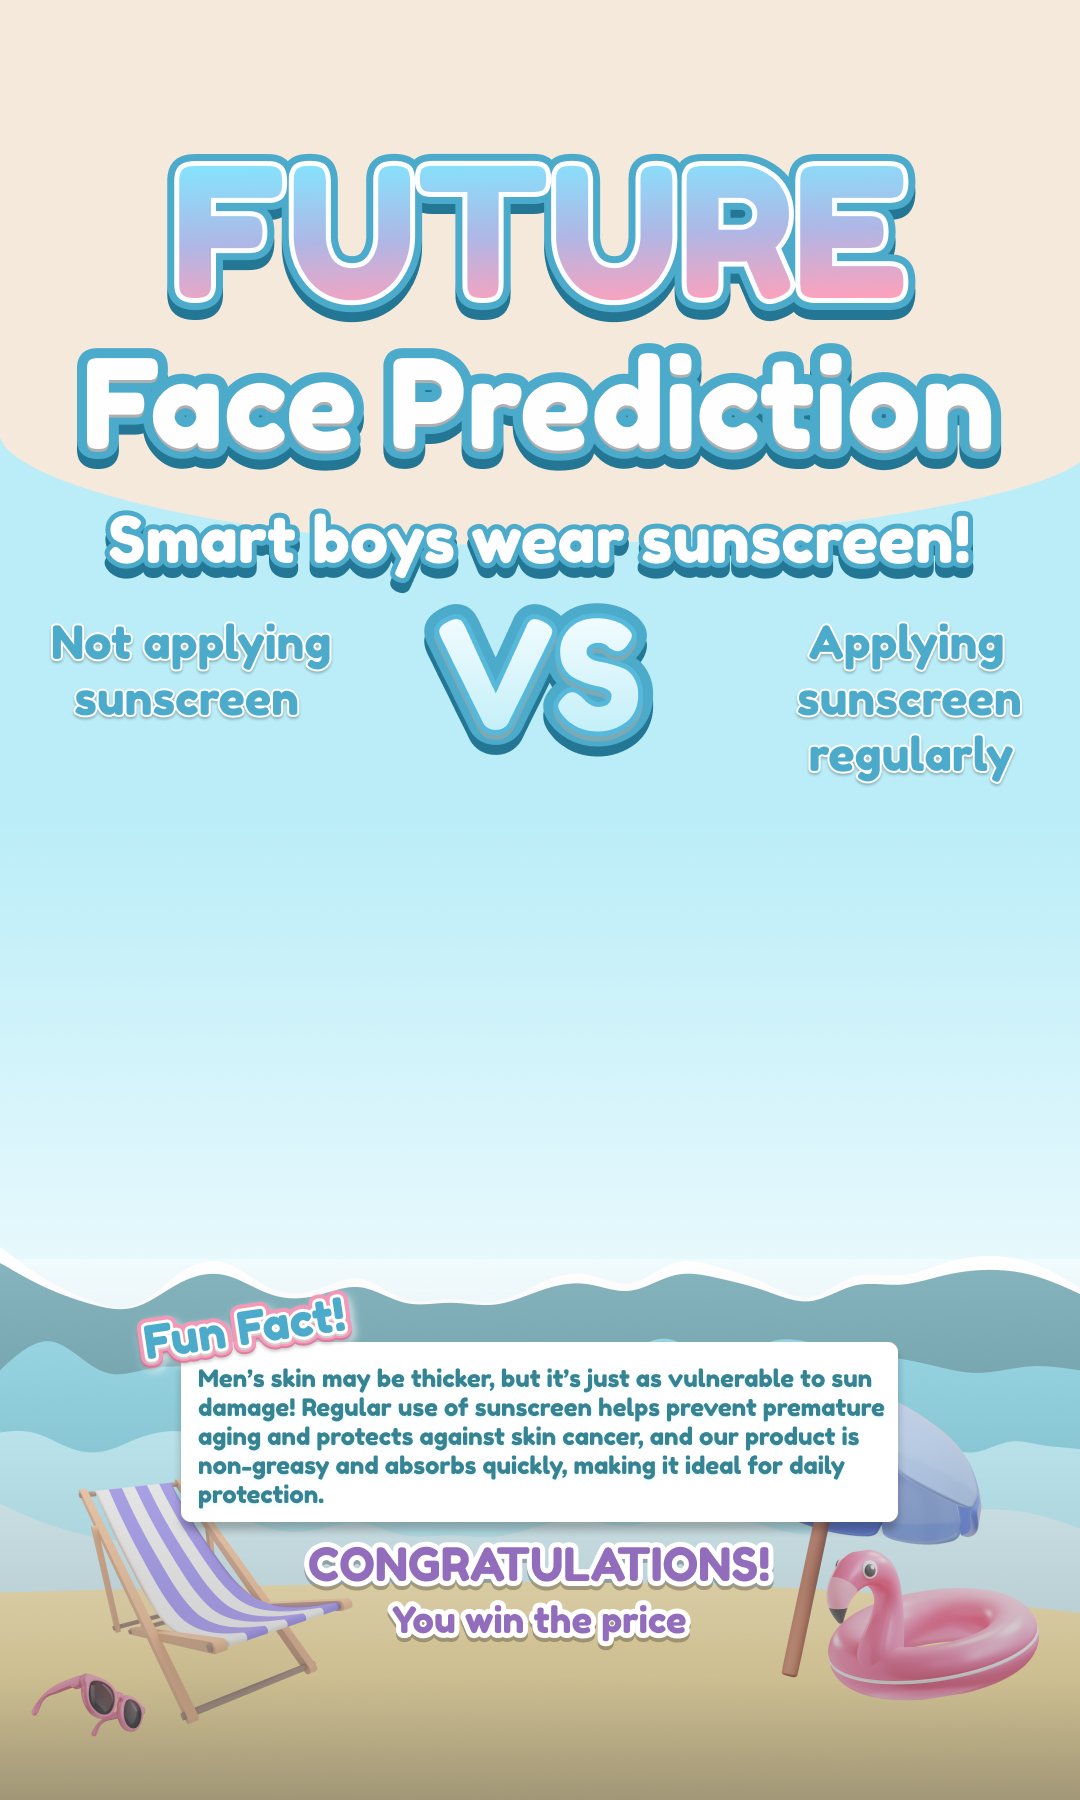 FUTURE
Face Prediction
Smart boys wear sunscreen!
Not applying
sunscreen
VS
Applying
sunscreen
regularly
Fun Fact!
Men's skin may be thicker, but it's just as vulnerable to sun
damage! Regular use of sunscreen helps prevent premature
aging and protects against skin cancer, and our product is
non-greasy and absorbs quickly, making it ideal for daily
protection.
CONGRATULATIONS!
You win the price